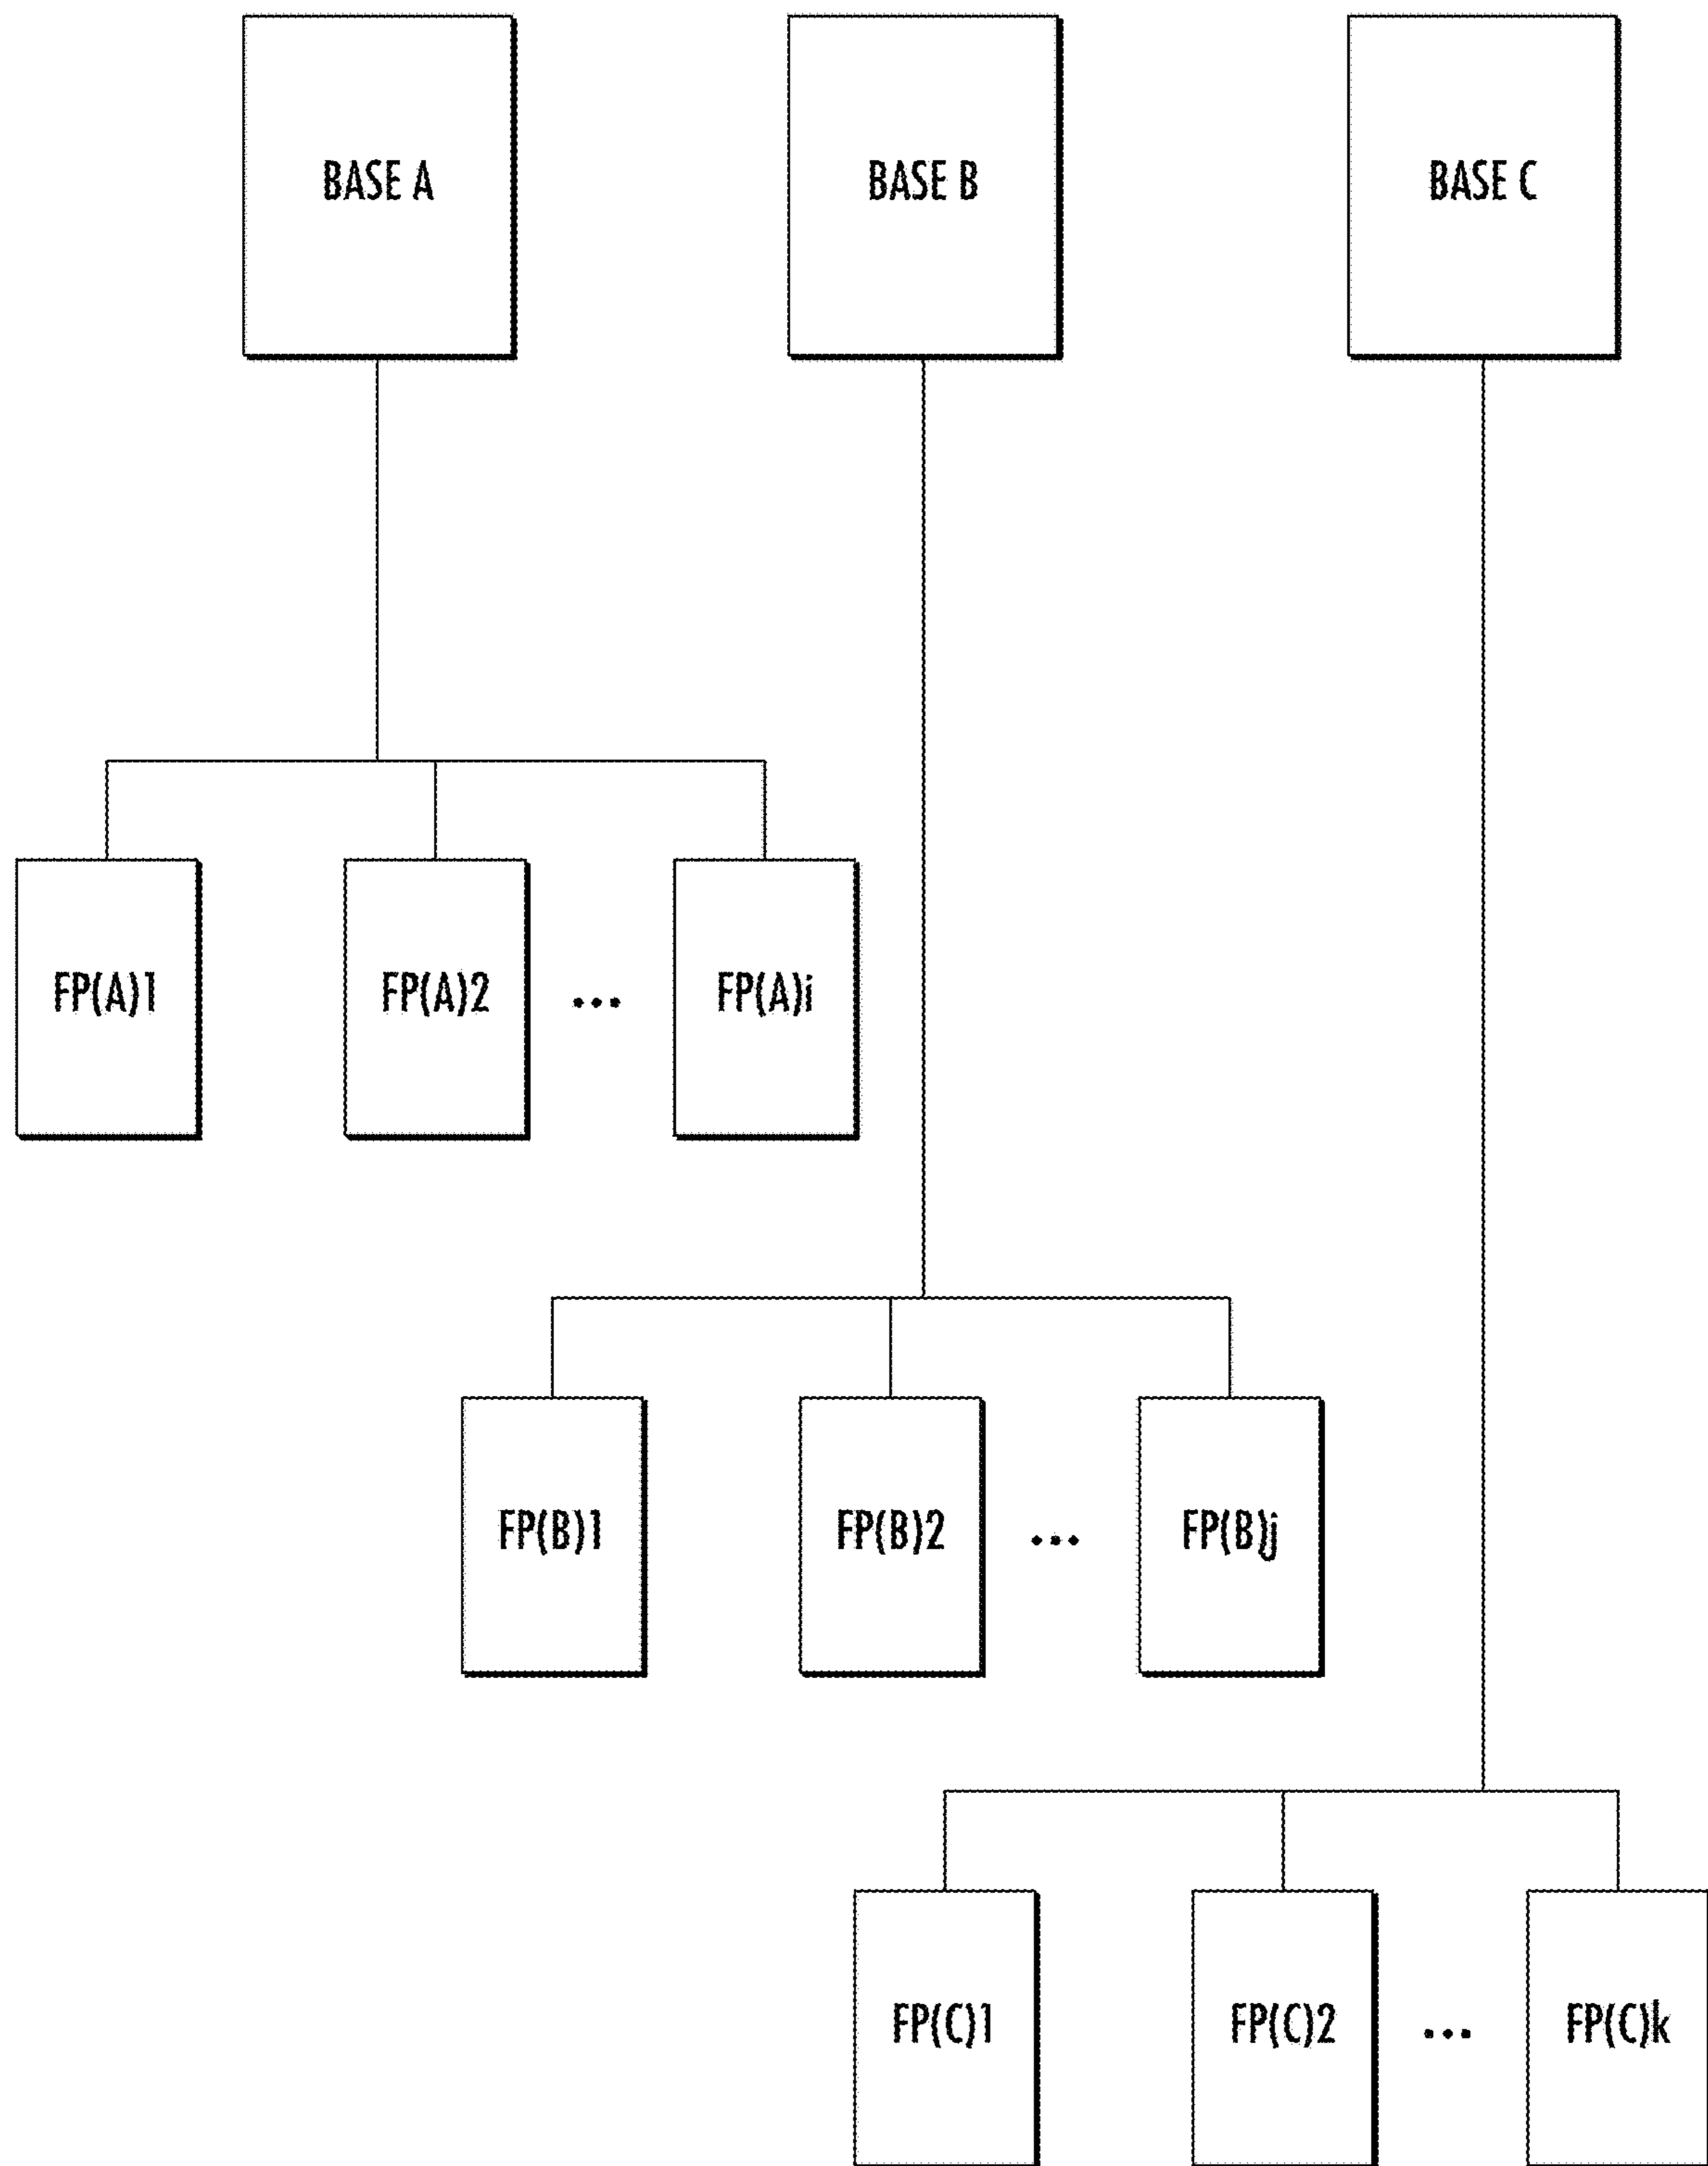 BASE A
BASE B
BASE C
FP(A)1
FP(A)2
...
FP(A)i
FP(B)1
FP(B)2
...
FP(B)j
FP(C)1
FP(C)2
...
FP(C)k